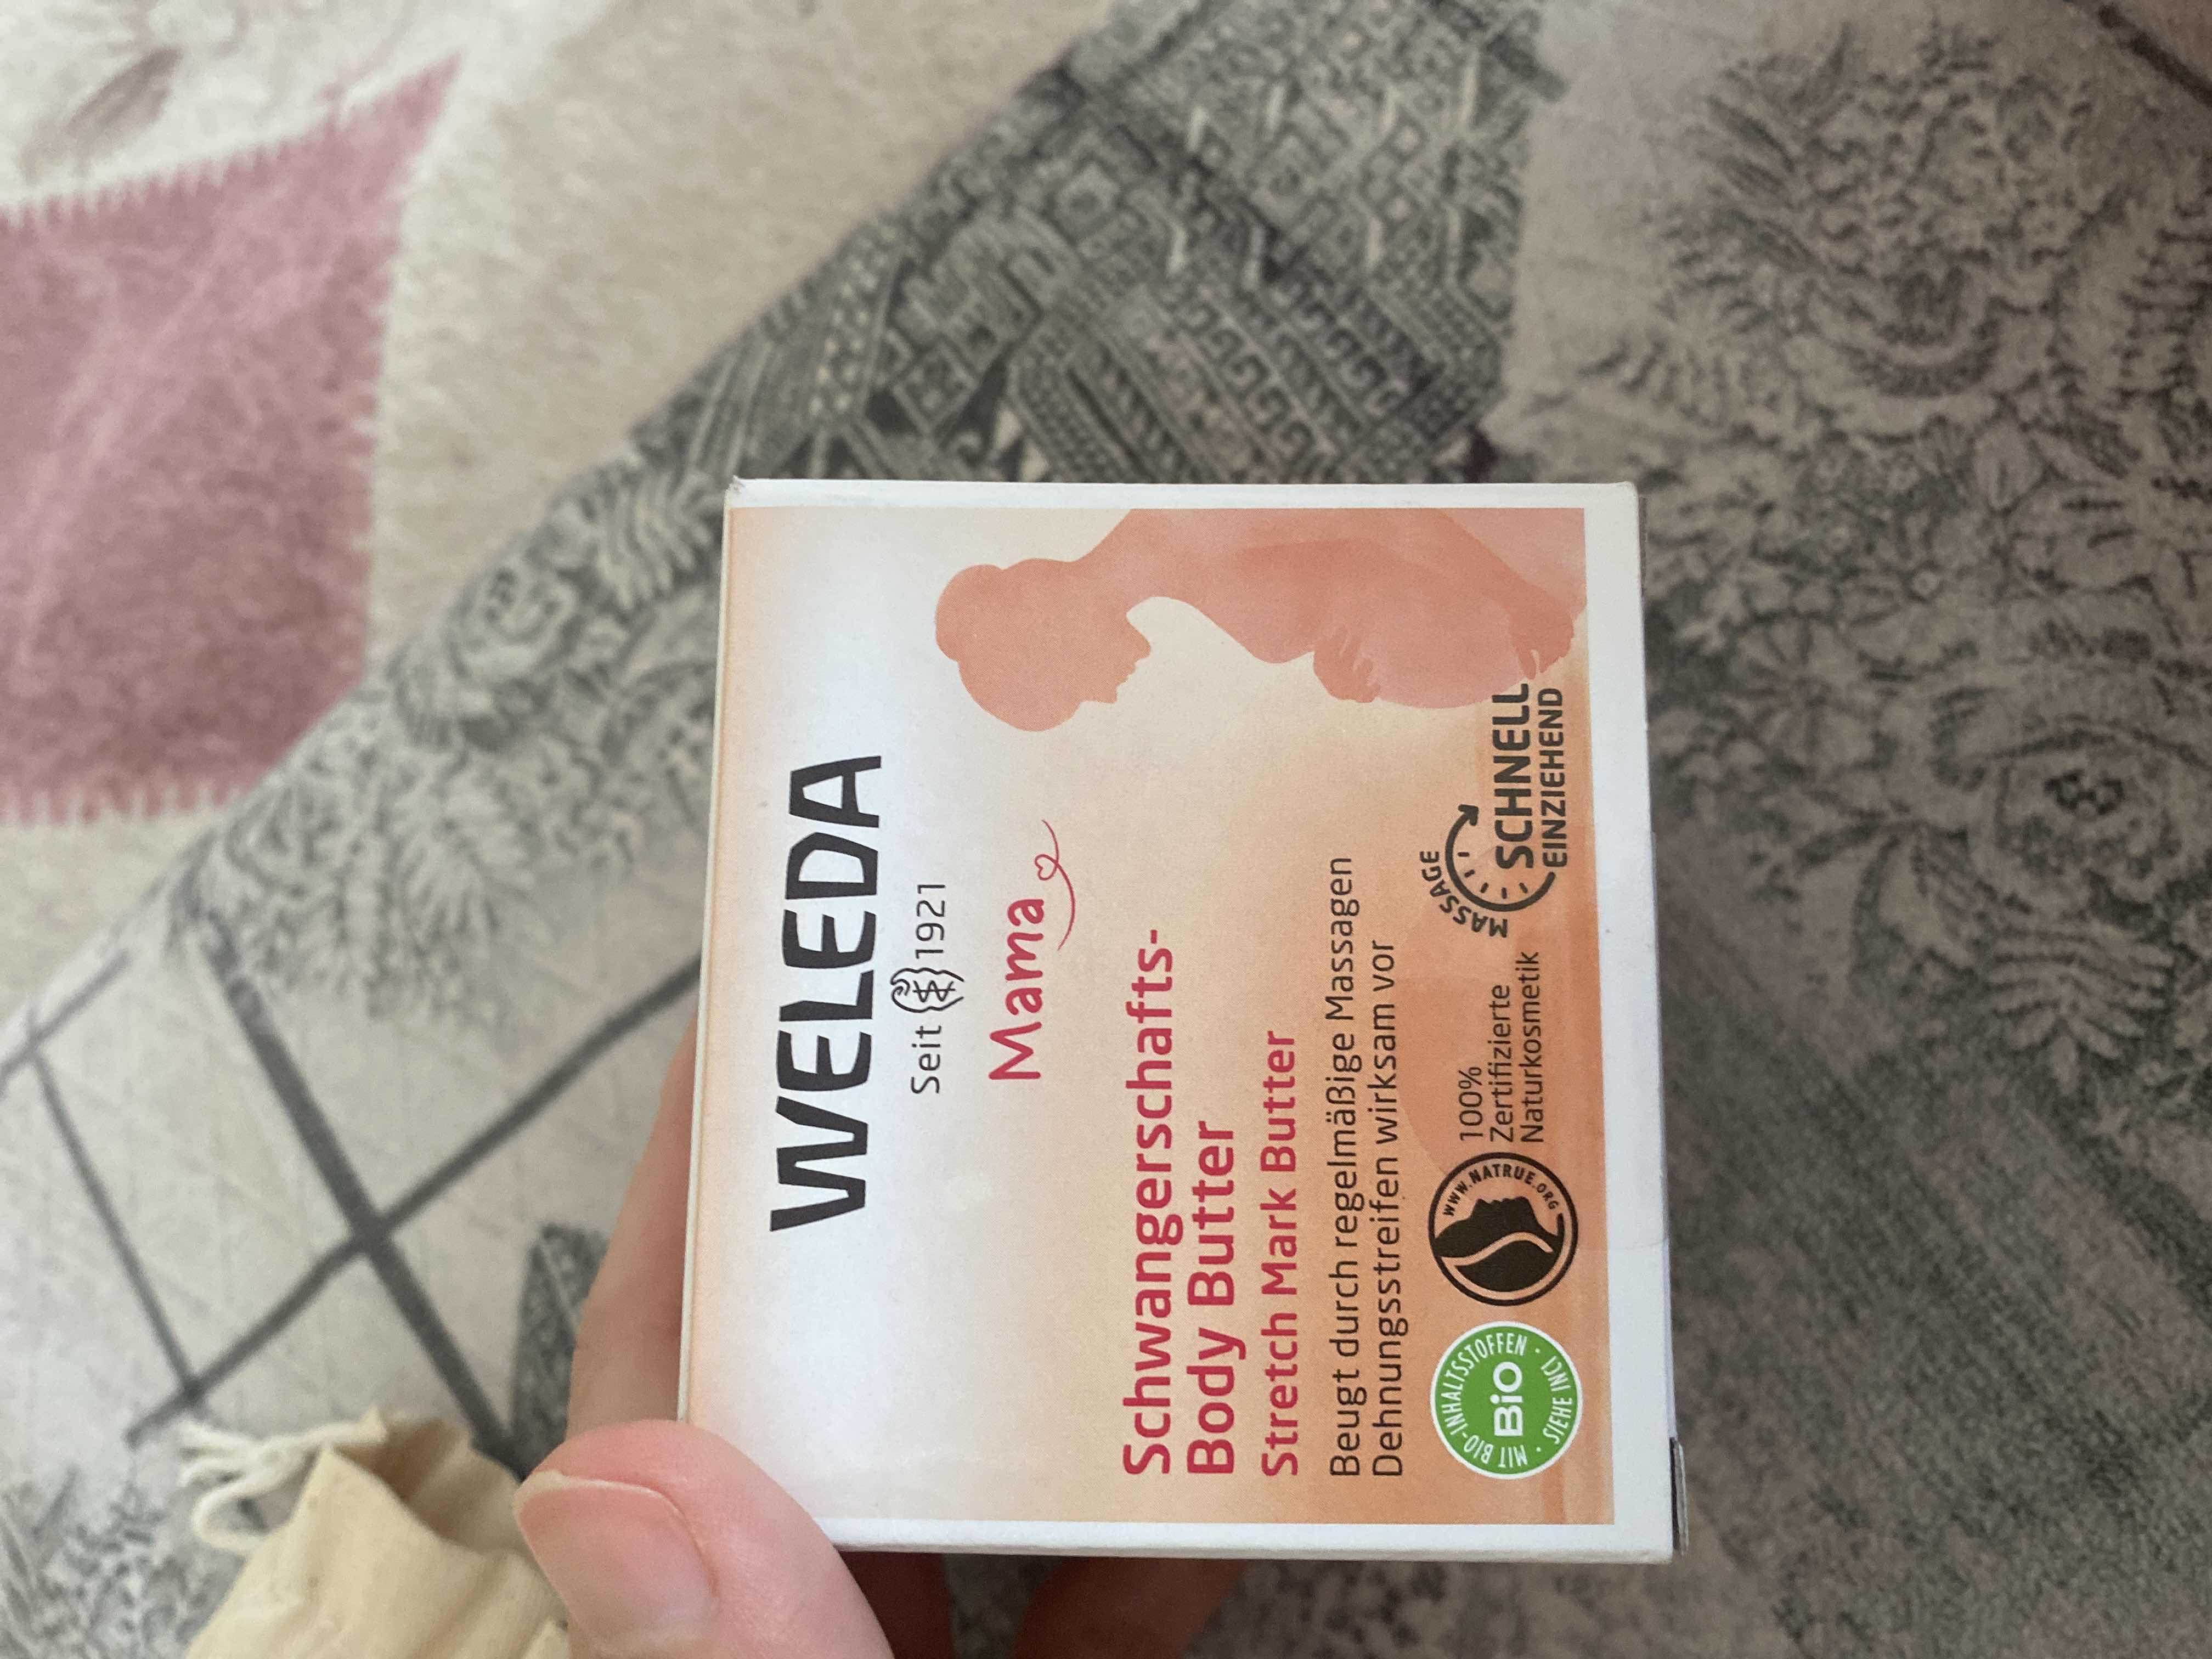 WELEDA
Seit 1921
Mama
Schwangerschafts-
Body Butter
Stretch Mark Butter
Beugt durch regelmäßige Massagen
Dehnungsstreifen wirksam vor
MIT BIO-INHALTSSTOFFEN · SIEHE INCI ·
Bio
WWW.NATRUE.ORG
100%
Zertifizierte
Naturkosmetik
MASSAGE
SCHNELL
EINZIEHEND